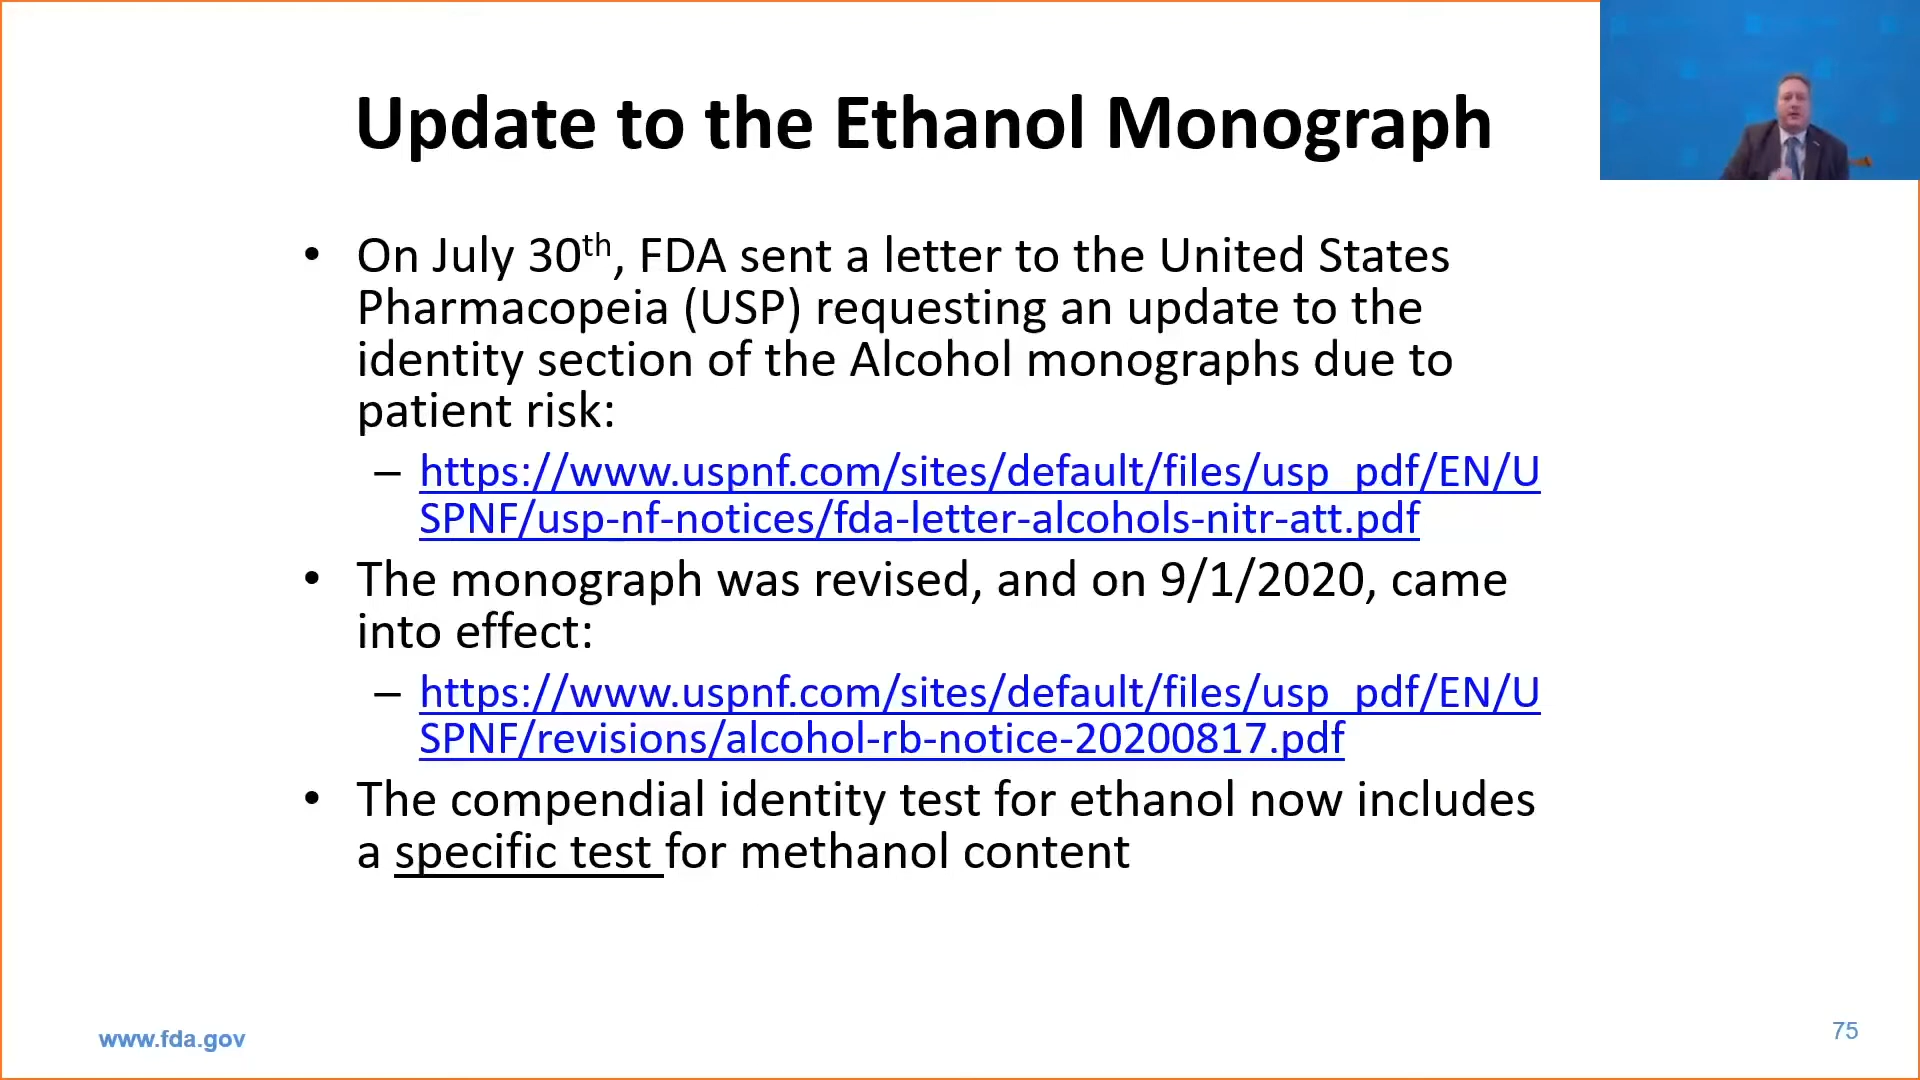 Update to the Ethanol Monograph
• On July 30th, FDA sent a letter to the United States
Pharmacopeia (USP) requesting an update to the
identity section of the Alcohol monographs due to
patient risk:
– https://www.uspnf.com/sites/default/files/usp_pdf/EN/U
SPNF/usp-nf-notices/fda-letter-alcohols-nitr-att.pdf
• The monograph was revised, and on 9/1/2020, came
into effect:
– https://www.uspnf.com/sites/default/files/usp_pdf/EN/U
SPNF/revisions/alcohol-rb-notice-20200817.pdf
• The compendial identity test for ethanol now includes
a specific test for methanol content
www.fda.gov
75